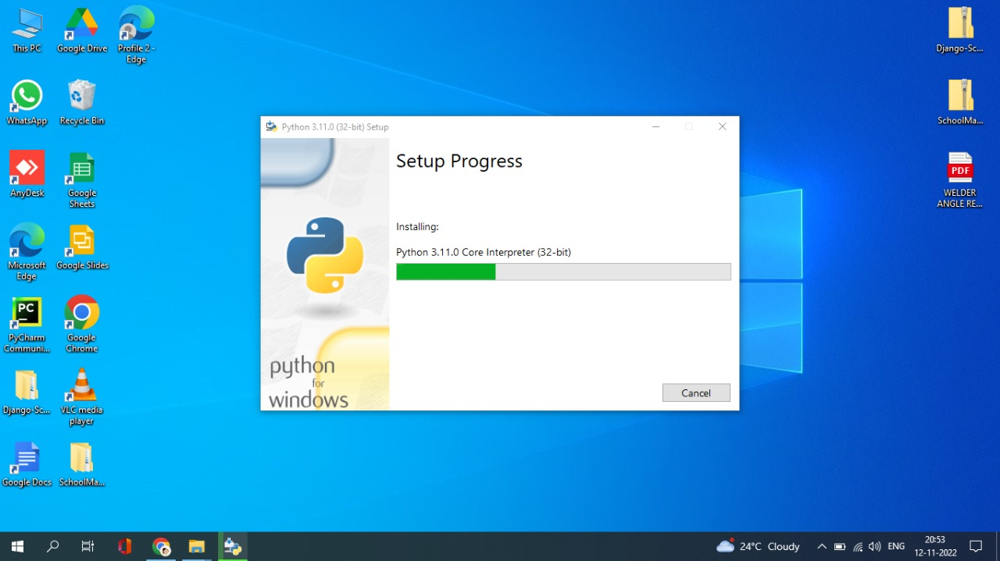 This PC
Google Drive
Profile 2 -
Edge
WhatsApp
Recycle Bin
AnyDesk
Google
Sheets
Microsoft
Edge
Google Slides
PC
PyCharm
Communi...
Google
Chrome
Django-Sc...
VLC media
player
Google Docs
SchoolMa...
Python 3.11.0 (32-bit) Setup
Setup Progress
Installing:
Python 3.11.0 Core Interpreter (32-bit)
python
for
windows
Cancel
Django-Sc...
SchoolMa...
PDF
WELDER
ANGLE RE...
24°C Cloudy
ENG
20:53
12-11-2022